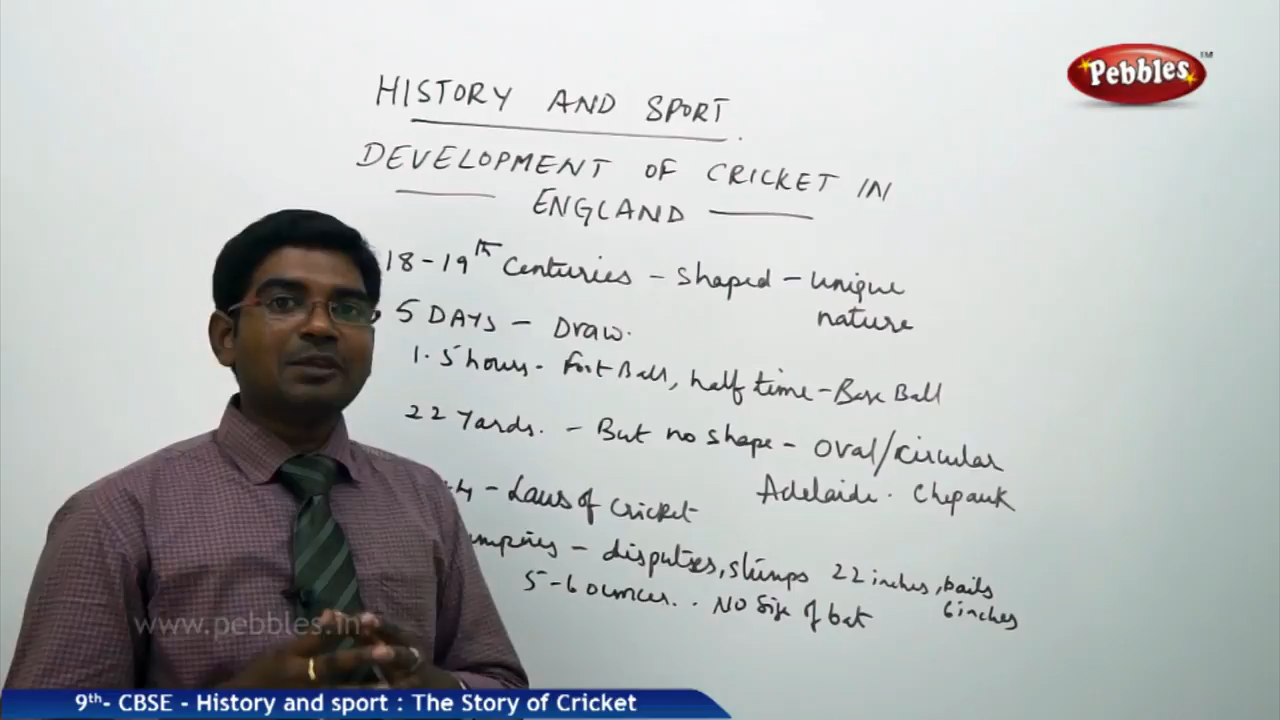 Pebbles™
HISTORY AND SPORT.
DEVELOPMENT OF CRICKET IN
ENGLAND
18-19th Centuries - shaped - unique
nature
5 DAYS - Draw.
1.5 hours. Foot Ball, half time - Base Ball
22 Yards. - But no shape - oval/circular
Adelaide. Chepauk
4 - Laws of cricket
umpires - disputes, stumps 22 inches, bails
6 inches
5-6 ounces. . NO Size of bat
www.pebbles.in
9th- CBSE - History and sport : The Story of Cricket